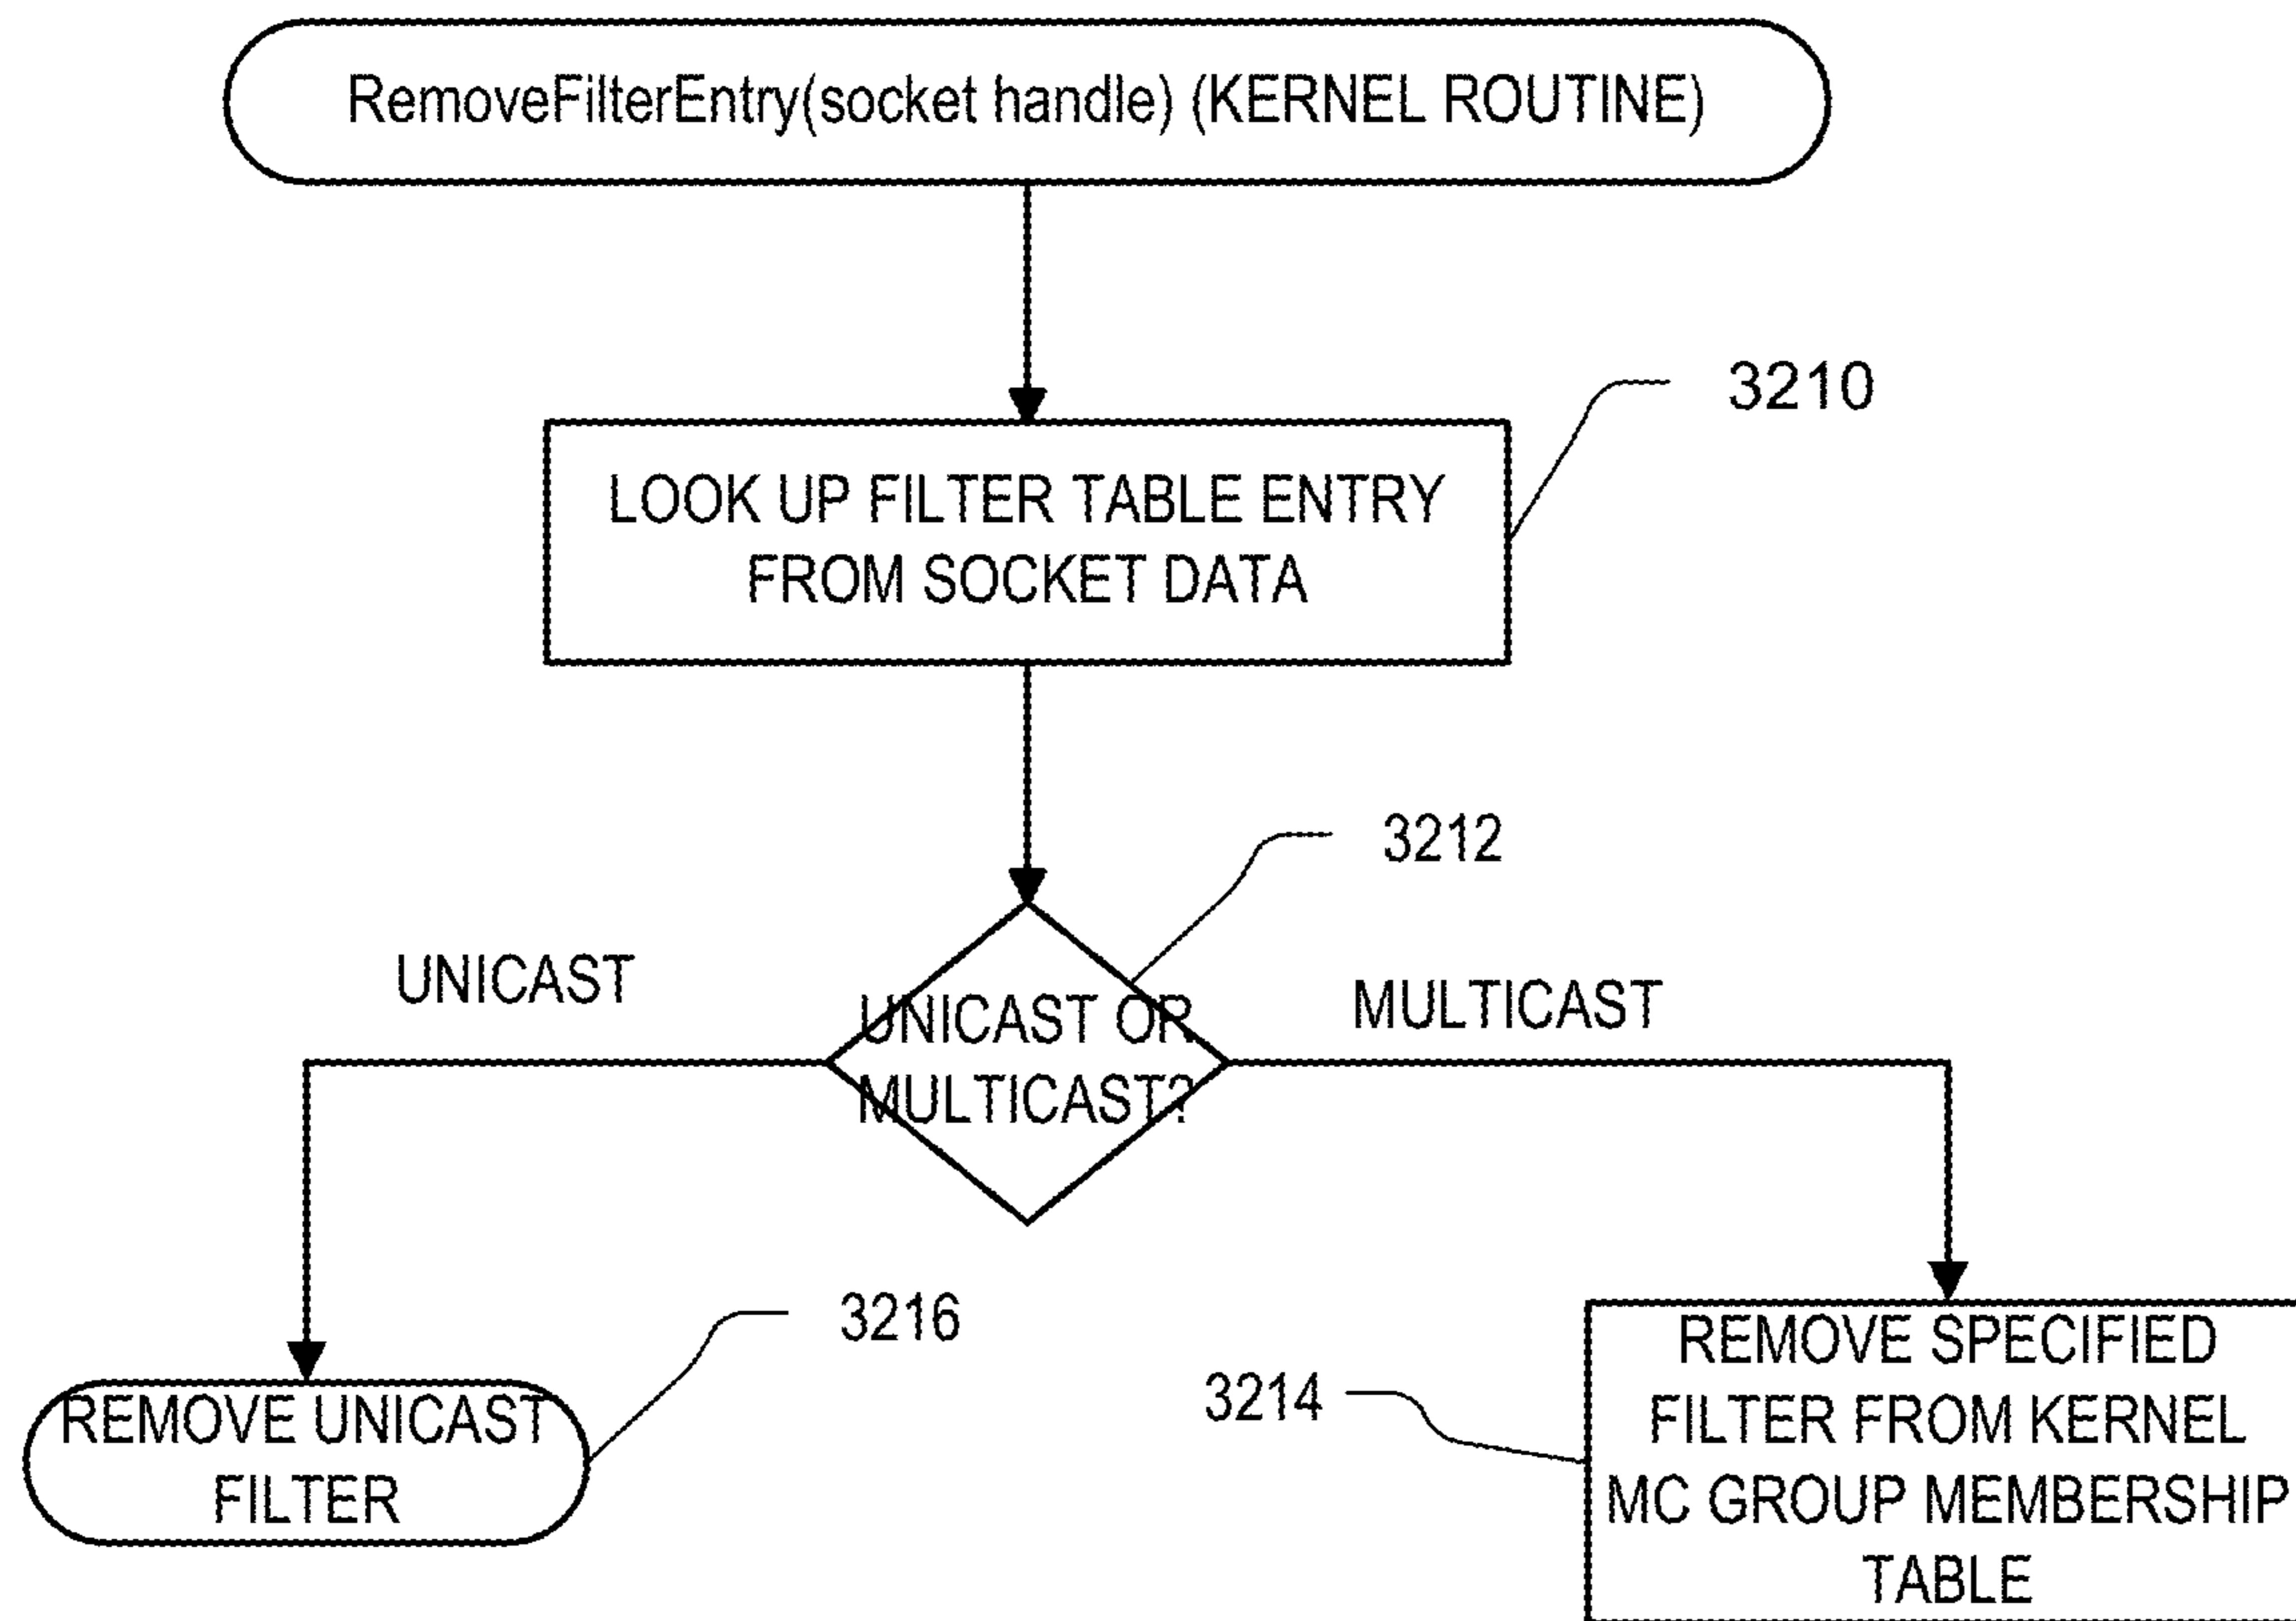 RemoveFilterEntry(socket handle) (KERNEL ROUTINE)
3210
LOOK UP FILTER TABLE ENTRY
FROM SOCKET DATA
3212
UNICAST
MULTICAST
UNICAST OR
MULTICAST?
3216
REMOVE UNICAST
FILTER
3214
REMOVE SPECIFIED
FILTER FROM KERNEL
MC GROUP MEMBERSHIP
TABLE